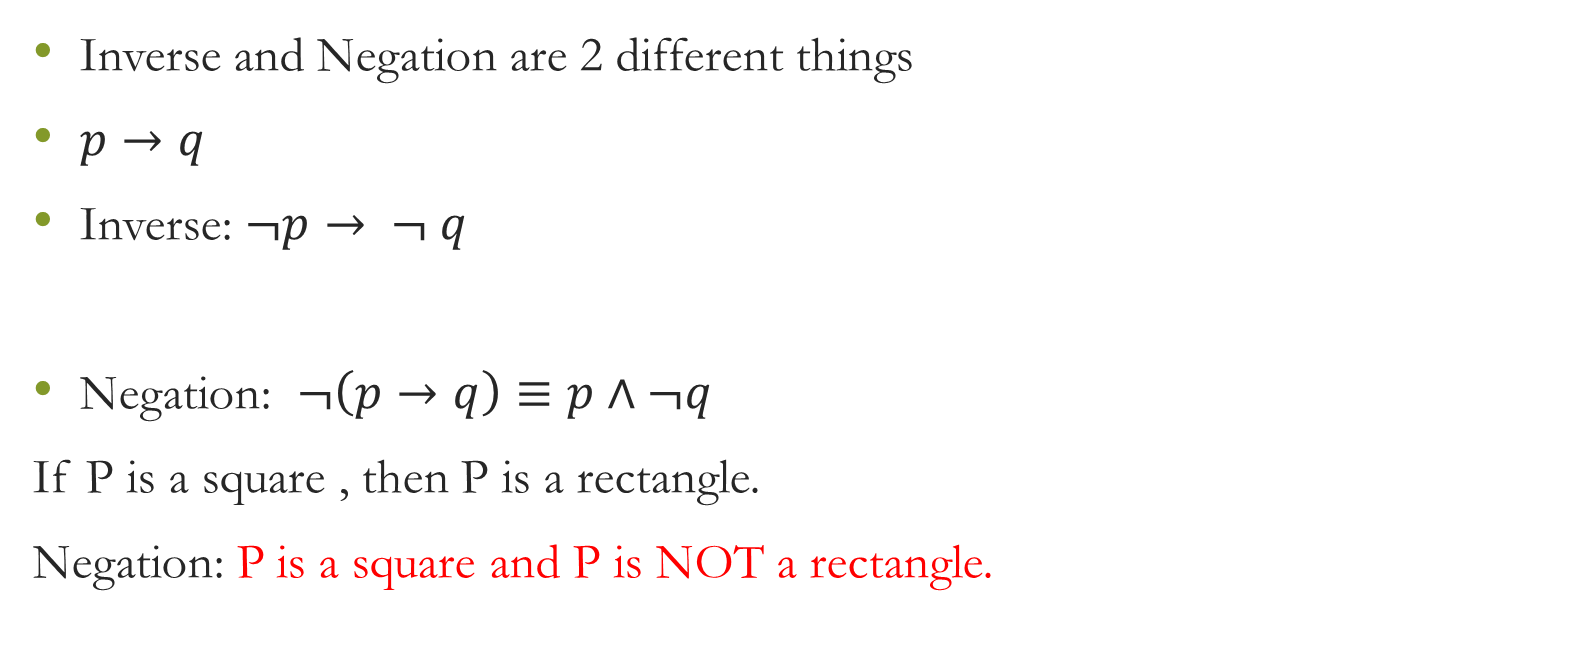 • Inverse and Negation are 2 different things
• 𝑝 → 𝑞
• Inverse: ¬𝑝 → ¬ 𝑞
• Negation: ¬(𝑝 → 𝑞) ≡ 𝑝 ∧ ¬𝑞
If P is a square , then P is a rectangle.
Negation: P is a square and P is NOT a rectangle.